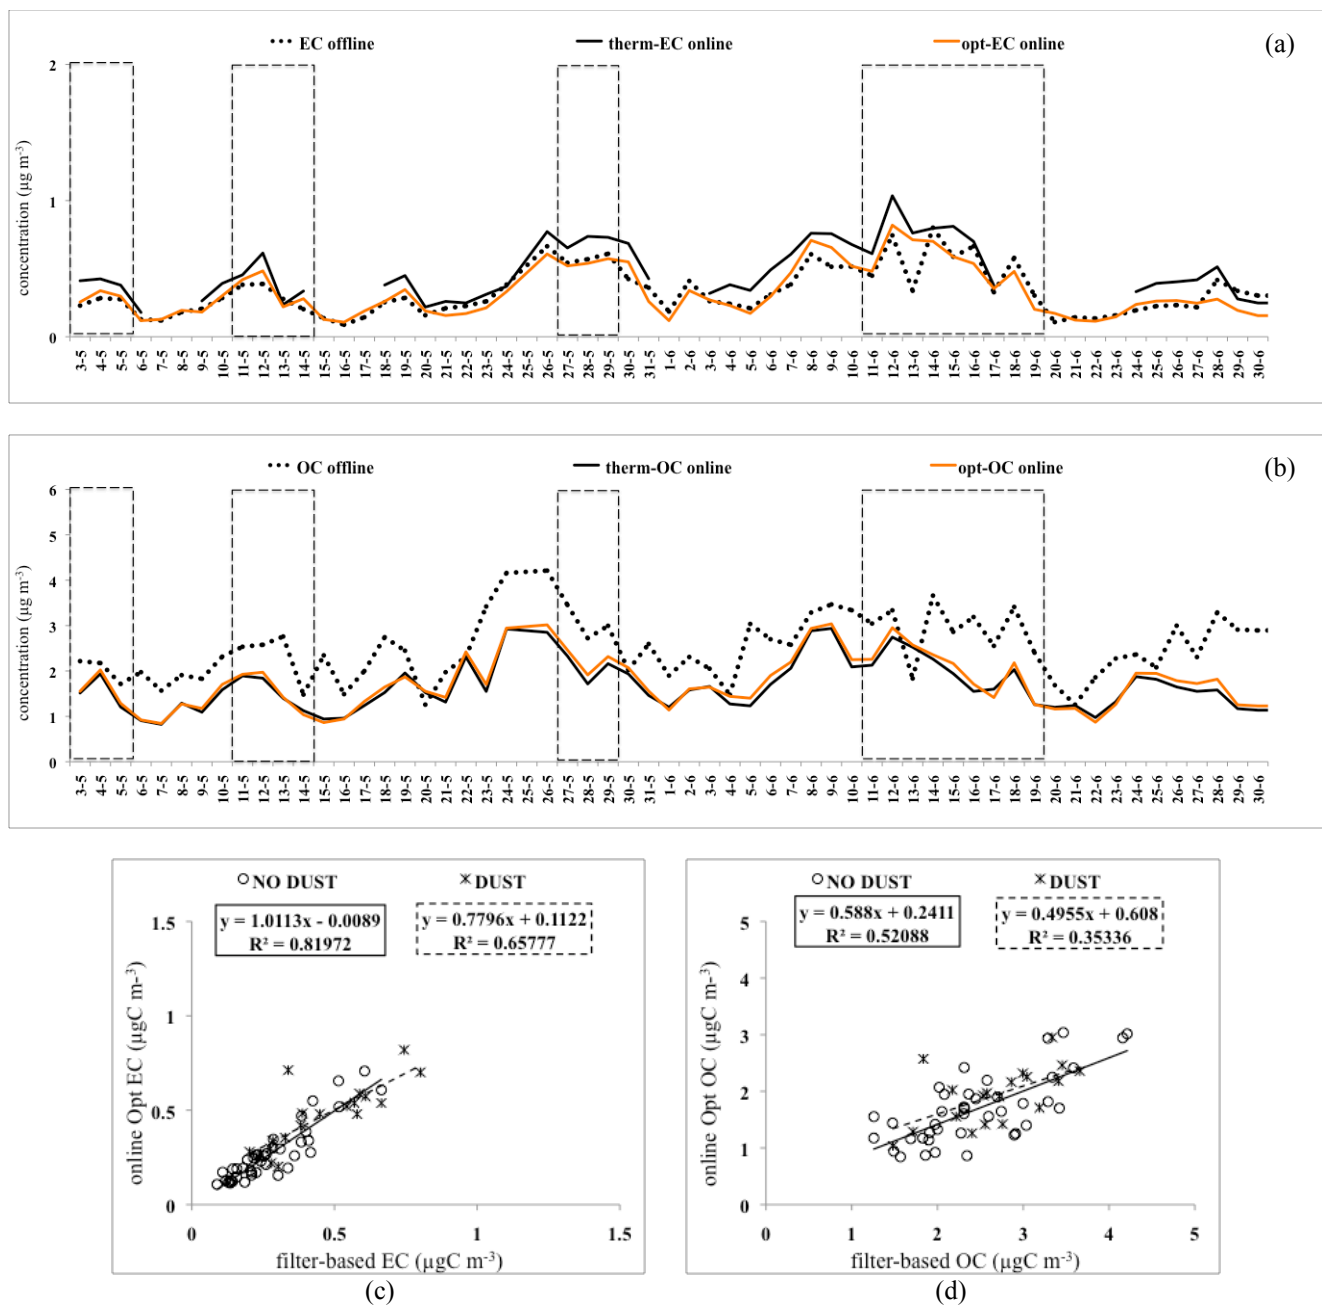 EC offline therm-EC online opt-EC online (a)
2
1
0
concentration (µg m-3)
3-5 4-5 5-5 6-5 7-5 8-5 9-5 10-5 11-5 12-5 13-5 14-5 15-5 16-5 17-5 18-5 19-5 20-5 21-5 22-5 23-5 24-5 25-5 26-5 27-5 28-5 29-5 30-5 31-5 1-6 2-6 3-6 4-6 5-6 6-6 7-6 8-6 9-6 10-6 11-6 12-6 13-6 14-6 15-6 16-6 17-6 18-6 19-6 20-6 21-6 22-6 23-6 24-6 25-6 26-6 27-6 28-6 29-6 30-6
OC offline therm-OC online opt-OC online (b)
6
5
4
3
2
1
0
concentration (µg m-3)
3-5 4-5 5-5 6-5 7-5 8-5 9-5 10-5 11-5 12-5 13-5 14-5 15-5 16-5 17-5 18-5 19-5 20-5 21-5 22-5 23-5 24-5 25-5 26-5 27-5 28-5 29-5 30-5 31-5 1-6 2-6 3-6 4-6 5-6 6-6 7-6 8-6 9-6 10-6 11-6 12-6 13-6 14-6 15-6 16-6 17-6 18-6 19-6 20-6 21-6 22-6 23-6 24-6 25-6 26-6 27-6 28-6 29-6 30-6
NO DUST DUST
y = 1.0113x - 0.0089 y = 0.7796x + 0.1122
R² = 0.81972 R² = 0.65777
1.5
1
0.5
0
online Opt EC (µgC m-3)
0 0.5 1 1.5
filter-based EC (µgC m-3)
(c)
NO DUST DUST
y = 0.588x + 0.2411 y = 0.4955x + 0.608
R² = 0.52088 R² = 0.35336
5
4
3
2
1
0
online Opt OC (µgC m-3)
0 1 2 3 4 5
filter-based OC (µgC m-3)
(d)